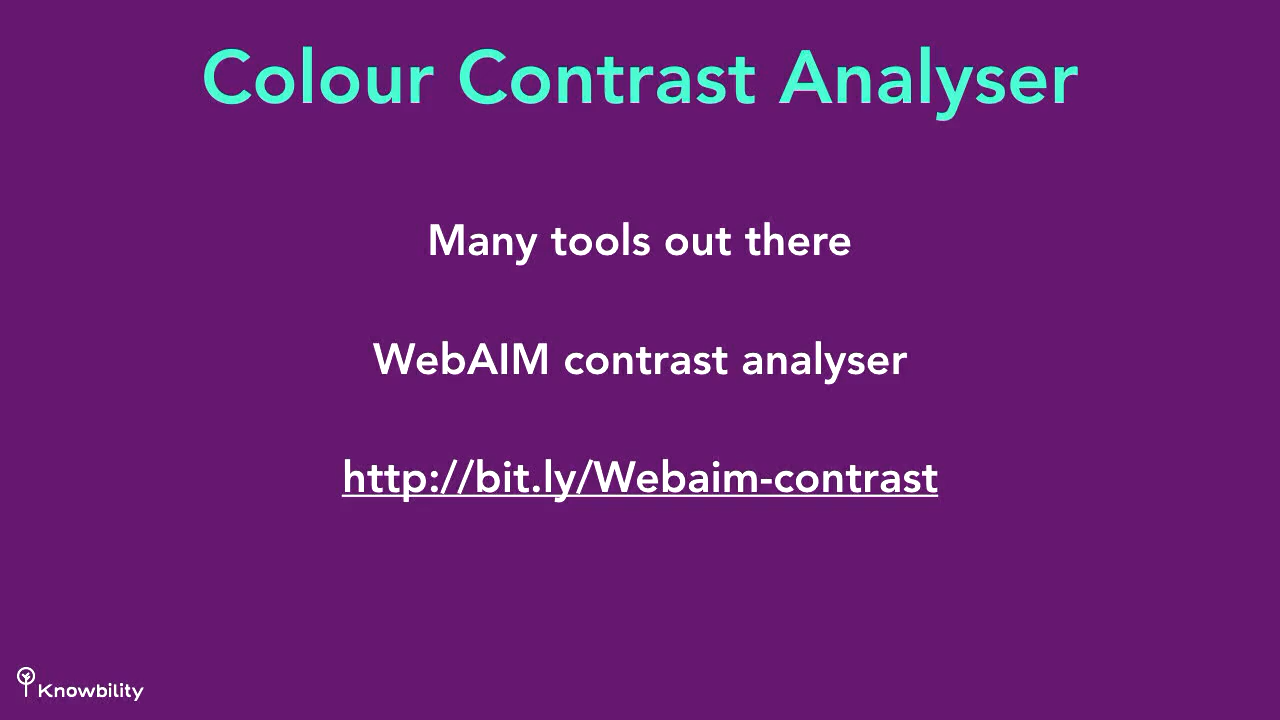 Colour Contrast Analyser
Many tools out there
WebAIM contrast analyser
http://bit.ly/Webaim-contrast
Knowbility